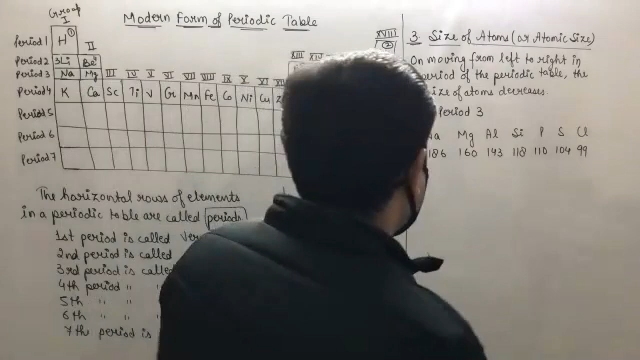 Group
I
Modern Form of Periodic Table
XVIII
Period 1 H ① II
Period 2 3Li Be
Period 3 Na Mg III IV V VI VII VIII IX X XI XII XIII XIV
Period 4 K Ca Sc Ti V Cr Mn Fe Co Ni Cu
Period 5
Period 6
Period 7
The horizontal rows of elements
in a periodic table are called periods
1st period is called
2nd period is called
3rd period is called
4th period " "
5th " "
6th " "
7th period is
3. Size of Atoms (or Atomic Size)
On moving from left to right in
period of the periodic table, the
size of atoms decreases.
Period 3
Na Mg Al Si P S Cl
186 160 143 118 110 104 99